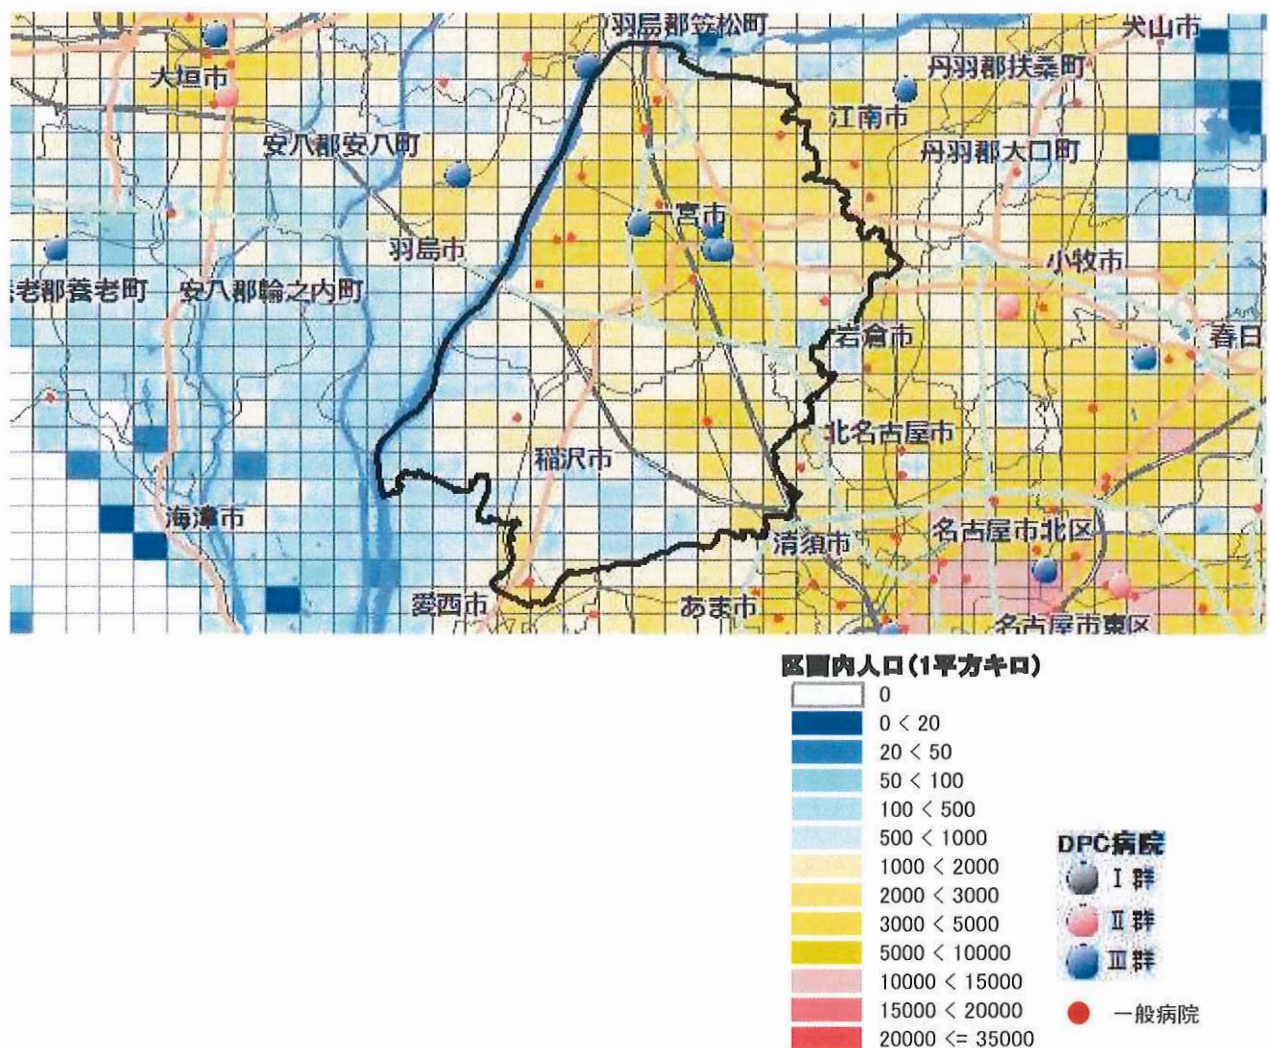 羽島郡笠松町
犬山市
大垣市
丹羽郡扶桑町
江南市
安八郡安八町
丹羽郡大口町
一宮市
羽島市
小牧市
老郡養老町
安八郡輪之内町
岩倉市
春日
北名古屋市
稲沢市
海津市
名古屋市北区
清須市
愛西市
あま市
名古屋市東区
区画内人口(1平方キロ)
0
0 < 20
20 < 50
50 < 100
100 < 500
500 < 1000
1000 < 2000
2000 < 3000
3000 < 5000
5000 < 10000
10000 < 15000
15000 < 20000
20000 <= 35000
DPC病院
Ⅰ群
Ⅱ群
Ⅲ群
一般病院